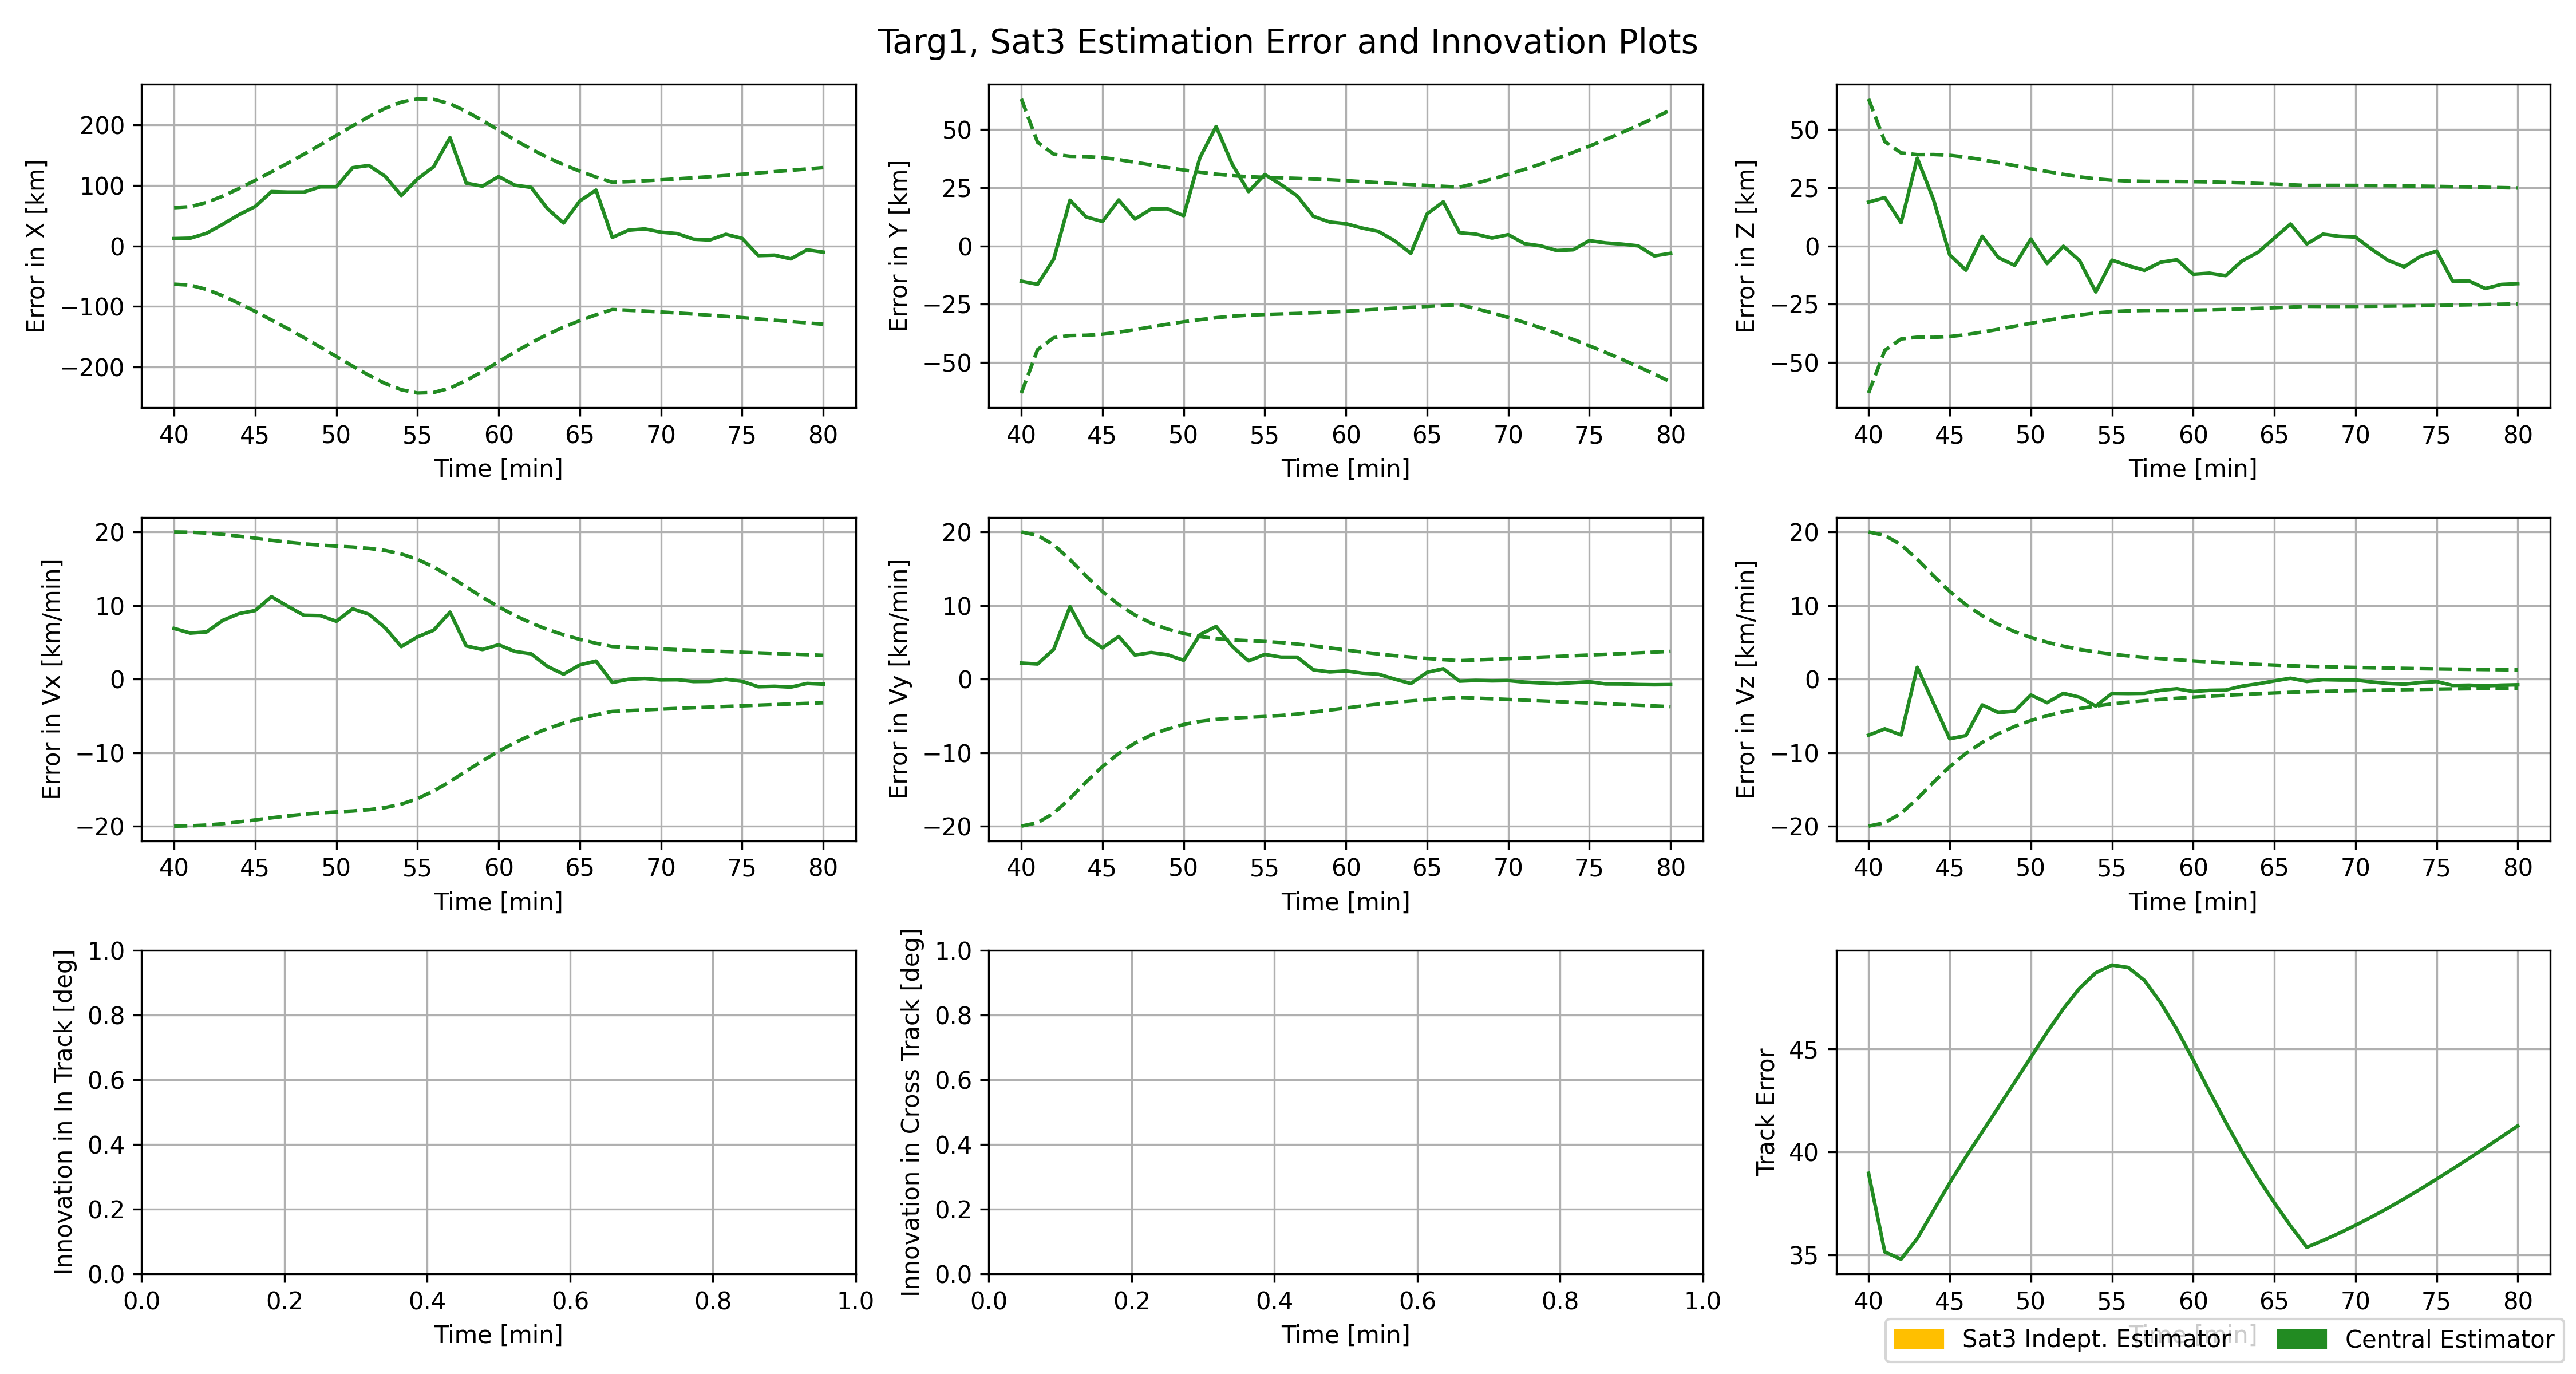 Targ1, Sat3 Estimation Error and Innovation Plots
Error in X [km]
200
100
0
−100
−200
40 45 50 55 60 65 70 75 80
Time [min]
Error in Y [km]
50
25
0
−25
−50
40 45 50 55 60 65 70 75 80
Time [min]
Error in Z [km]
50
25
0
−25
−50
40 45 50 55 60 65 70 75 80
Time [min]
Error in Vx [km/min]
20
10
0
−10
−20
40 45 50 55 60 65 70 75 80
Time [min]
Error in Vy [km/min]
20
10
0
−10
−20
40 45 50 55 60 65 70 75 80
Time [min]
Error in Vz [km/min]
20
10
0
−10
−20
40 45 50 55 60 65 70 75 80
Time [min]
Innovation in In Track [deg]
1.0
0.8
0.6
0.4
0.2
0.0
0.0 0.2 0.4 0.6 0.8 1.0
Time [min]
Innovation in Cross Track [deg]
1.0
0.8
0.6
0.4
0.2
0.0
0.0 0.2 0.4 0.6 0.8 1.0
Time [min]
Track Error
45
40
35
40 45 50 55 60 65 70 75 80
Time [min]
Sat3 Indept. Estimator Central Estimator